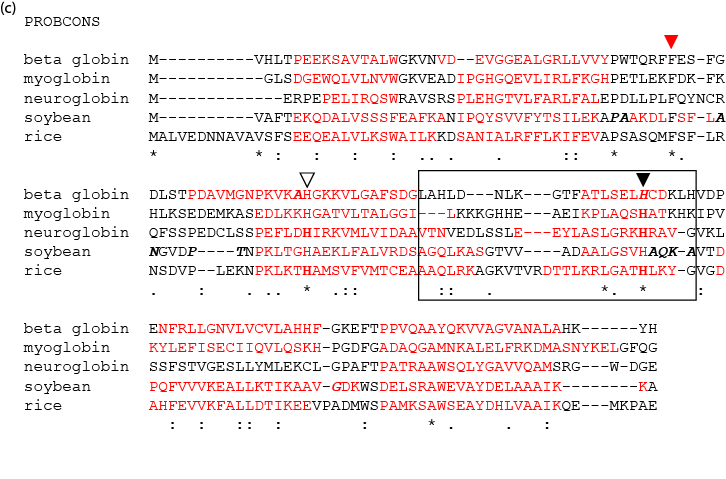 (c)
PROBCONS
beta globin M----------VHLTPEEKSAVTALWGKVNVD--EVGGEALGRLLVVYPWTQRFFES-FG
myoglobin M-----------GLSDGEWQLVLNVWGKVEADIPGHGQEVLIRLFKGHPETLEKFDK-FK
neuroglobin M-------------ERPEPELIRQSWRAVSRSPLEHGTVLFARLFALEPDLLPLFQYNCR
soybean M----------VAFTEKQDALVSSSFEAFKANIPQYSVVFYTSILEKAPAAKDLFSF-LA
rice MALVEDNNAVAVSFSEEQEALVLKSWAILKKDSANIALRFFLKIFEVAPSASQMFSF-LR
* * : : . . : :: : *.
beta globin DLSTPDAVMGNPKVKAHGKKVLGAFSDGLAHLD---NLK---GTFATLSELHCDKLHVDP
myoglobin HLKSEDEMKASEDLKKHGATVLTALGGI---LKKKGHHE---AEIKPLAQSHATKHKIPV
neuroglobin QFSSPEDCLSSPEFLDHIRKVMLVIDAAVTNVEDLSSLE---EYLASLGRKHRAV-GVKL
soybean NGVDP----TNPKLTGHAEKLFALVRDSAGQLKASGTVV----ADAALGSVHAQK-AVTD
rice NSDVP--LEKNPKLKTHAMSVFVMTCEAAAQLRKAGKVTVRDTTLKRLGATHLKY-GVGD
. : . : * .:: :: . *. * :
beta globin ENFRLLGNVLVCVLAHHF-GKEFTPPVQAAYQKVVAGVANALAHK------YH
myoglobin KYLEFISECIIQVLQSKH-PGDFGADAQGAMNKALELFRKDMASNYKELGFQG
neuroglobin SSFSTVGESLLYMLEKCL-GPAFTPATRAAWSQLYGAVVQAMSRG---W-DGE
soybean PQFVVVKEALLKTIKAAV-GDKWSDELSRAWEVAYDELAAAIK--------KA
rice AHFEVVKFALLDTIKEEVPADMWSPAMKSAWSEAYDHLVAAIKQE---MKPAE
: : : : : * . . :